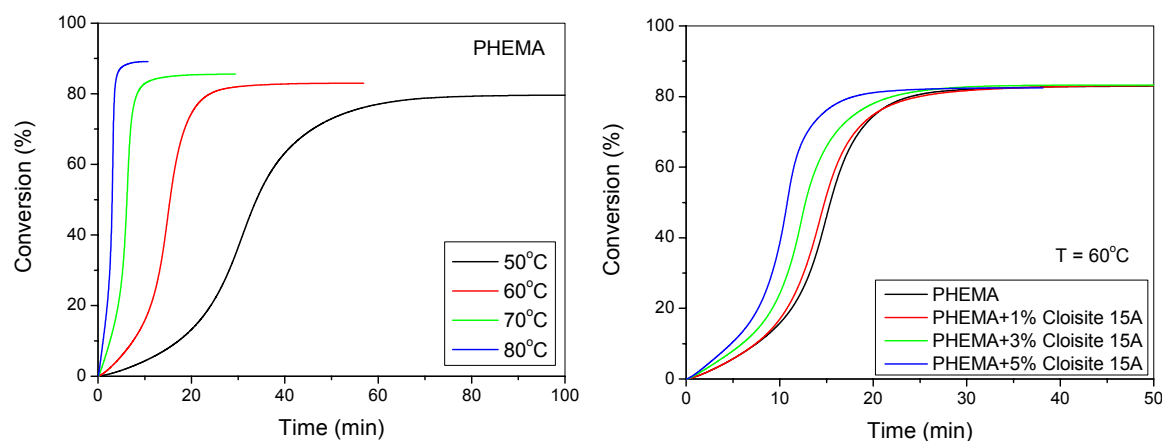 PHEMA
Conversion (%)
100
80
60
40
20
0
50°C
60°C
70°C
80°C
0 20 40 60 80 100
Time (min)
Conversion (%)
100
80
60
40
20
0
T = 60°C
PHEMA
PHEMA+1% Cloisite 15A
PHEMA+3% Cloisite 15A
PHEMA+5% Cloisite 15A
0 10 20 30 40 50
Time (min)